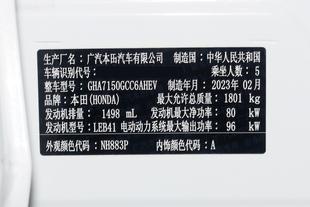 生产厂名：广汽本田汽车有限公司 制造国：中华人民共和国
车辆识别代号： 乘坐人数：5
整车型号：GHA7150GCC6AHEV 制造年月：2023年02月
品牌：本田(HONDA) 最大允许总质量：1801 kg
发动机排量：1498 mL 发动机最大净功率：80 kW
发动机型号：LEB41 电动动力系统最大输出功率：96 kW
外观颜色代码：NH883P 内饰颜色代码：A